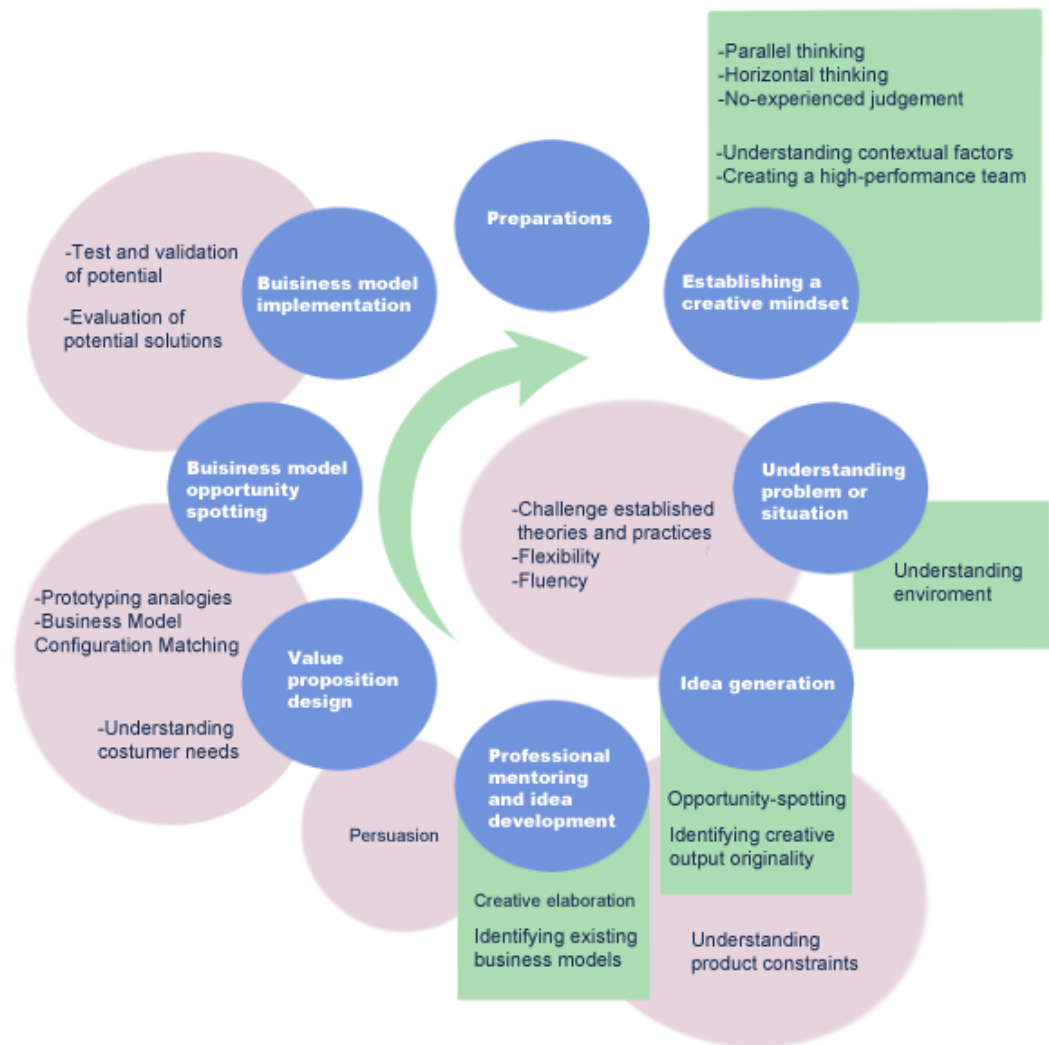 -Parallel thinking
-Horizontal thinking
-No-experienced judgement
-Understanding contextual factors
-Creating a high-performance team
Preparations
Establishing a
creative mindset
Understanding
problem or
situation
-Challenge established
theories and practices
-Flexibility
-Fluency
Understanding
enviroment
Idea generation
Opportunity-spotting
Identifying creative
output originality
Understanding
product constraints
Professional
mentoring
and idea
development
Creative elaboration
Identifying existing
business models
Persuasion
Value
proposition
design
-Prototyping analogies
-Business Model
Configuration Matching
-Understanding
costumer needs
Buisiness model
opportunity
spotting
Buisiness model
implementation
-Test and validation
of potential
-Evaluation of
potential solutions